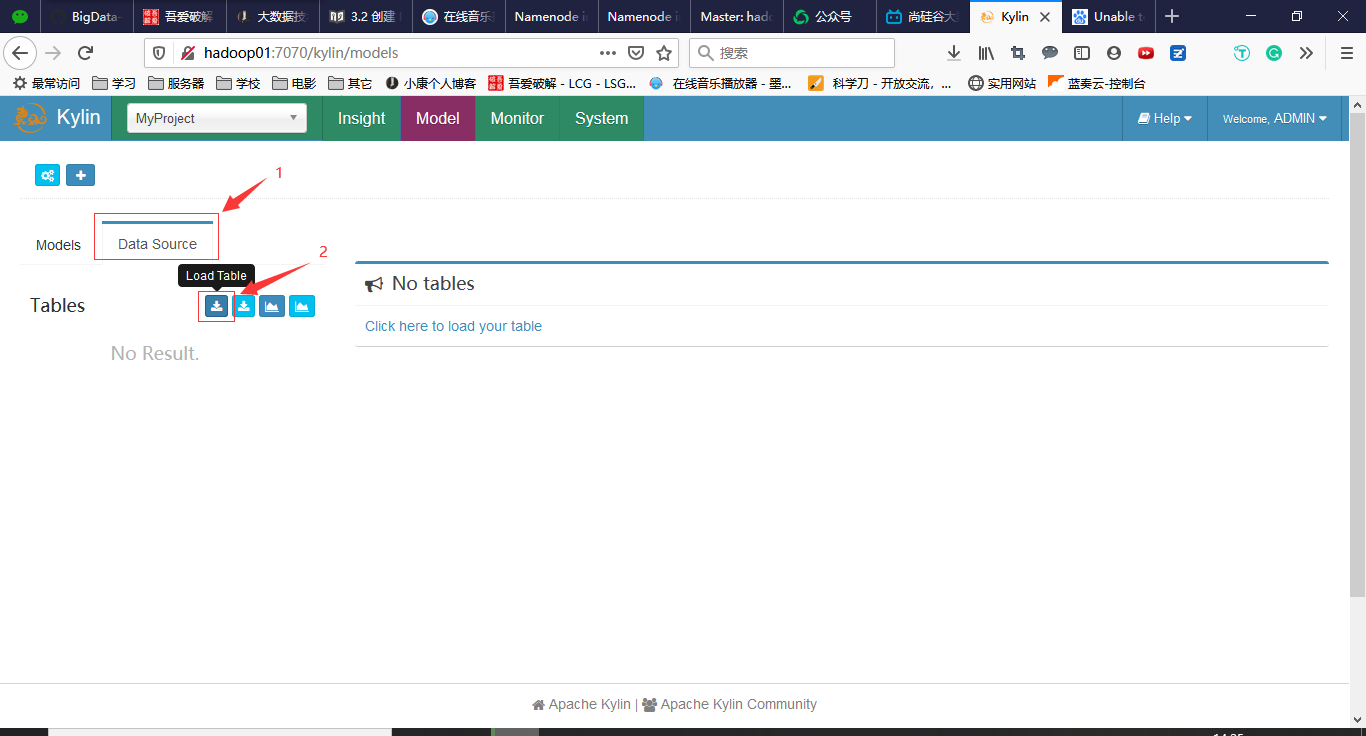 BigData- 吾爱破解 大数据技 3.2 创建 在线音乐 Namenode in Namenode in Master: hado 公众号 尚硅谷大 Kylin Unable to
hadoop01:7070/kylin/models 搜索
最常访问 学习 服务器 学校 电影 其它 小康个人博客 吾爱破解 - LCG - LSG... 在线音乐播放器 - 墨... 科学刀 - 开放交流，... 实用网站 蓝奏云-控制台
Kylin MyProject Insight Model Monitor System Help Welcome, ADMIN
1
Models Data Source
2
Load Table
Tables
No tables
Click here to load your table
No Result.
Apache Kylin | Apache Kylin Community